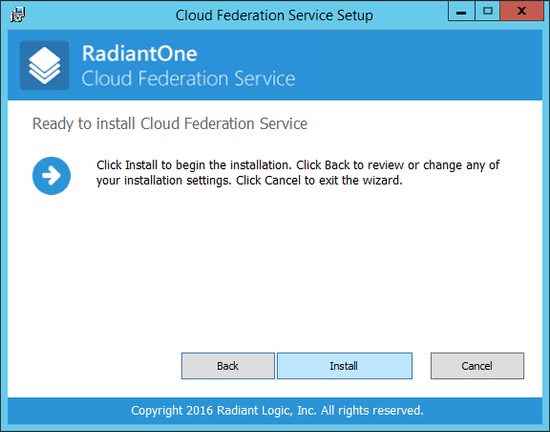 Cloud Federation Service Setup
RadiantOne
Cloud Federation Service
Ready to install Cloud Federation Service
Click Install to begin the installation. Click Back to review or change any of
your installation settings. Click Cancel to exit the wizard.
Back Install Cancel
Copyright 2016 Radiant Logic, Inc. All rights reserved.